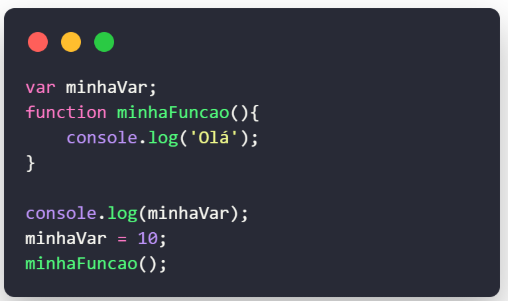 var minhaVar;
function minhaFuncao(){
    console.log('Olá');
}

console.log(minhaVar);
minhaVar = 10;
minhaFuncao();